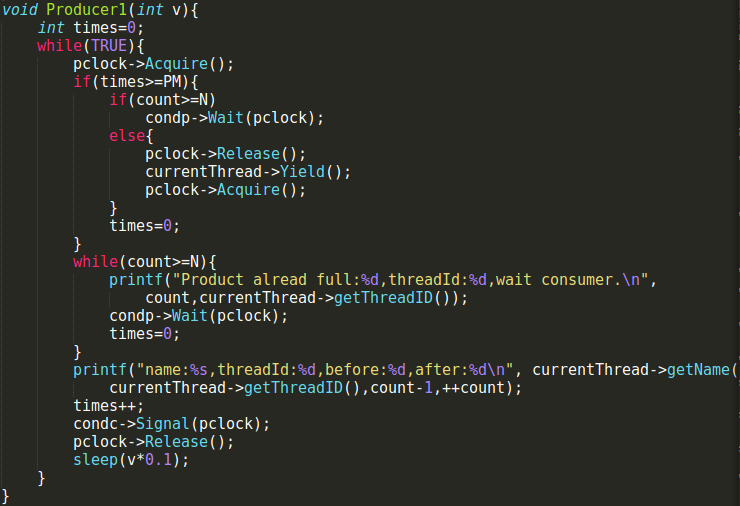 void Producer1(int v){
    int times=0;
    while(TRUE){
        pclock->Acquire();
        if(times>=PM){
            if(count>=N)
                condp->Wait(pclock);
            else{
                pclock->Release();
                currentThread->Yield();
                pclock->Acquire();
            }
            times=0;
        }
        while(count>=N){
            printf("Product alread full:%d,threadId:%d,wait consumer.\n",
                count,currentThread->getThreadID());
            condp->Wait(pclock);
            times=0;
        }
        printf("name:%s,threadId:%d,before:%d,after:%d\n", currentThread->getName(
            currentThread->getThreadID(),count-1,++count);
        times++;
        condc->Signal(pclock);
        pclock->Release();
        sleep(v*0.1);
    }
}